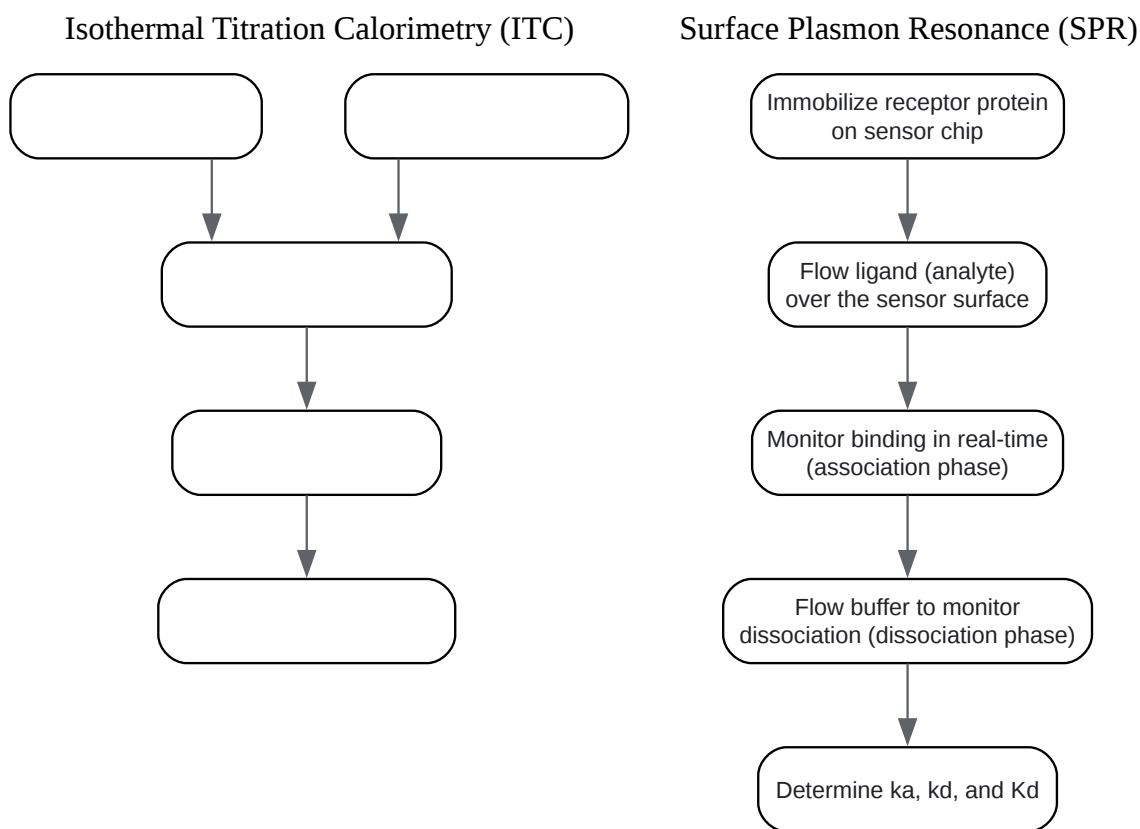 Isothermal Titration Calorimetry (ITC)
Surface Plasmon Resonance (SPR)
Immobilize receptor protein
on sensor chip
Flow ligand (analyte)
over the sensor surface
Monitor binding in real-time
(association phase)
Flow buffer to monitor
dissociation (dissociation phase)
Determine ka, kd, and Kd